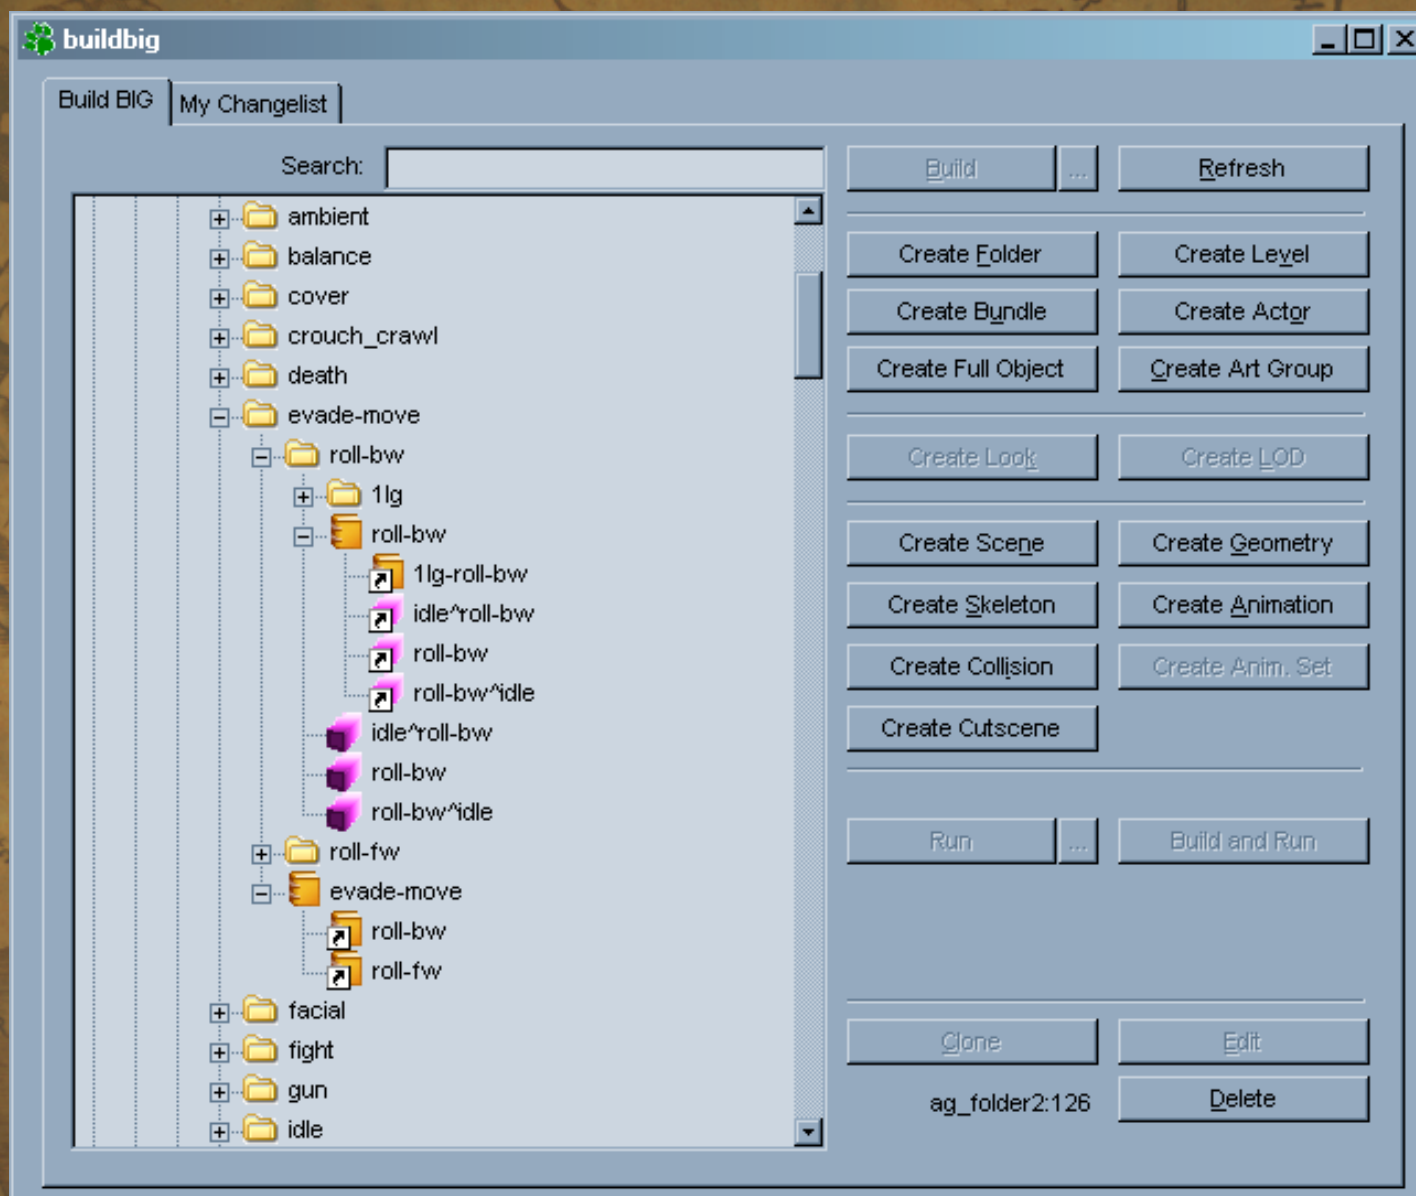 buildbig
Build BIG
My Changelist
Search:
Build
...
Refresh
ambient
balance
cover
crouch_crawl
death
evade-move
roll-bw
1lg
roll-bw
1lg-roll-bw
idle^roll-bw
roll-bw
roll-bw^idle
idle^roll-bw
roll-bw
roll-bw^idle
roll-fw
evade-move
roll-bw
roll-fw
facial
fight
gun
idle
Create Folder
Create Level
Create Bundle
Create Actor
Create Full Object
Create Art Group
Create Look
Create LOD
Create Scene
Create Geometry
Create Skeleton
Create Animation
Create Collision
Create Anim. Set
Create Cutscene
Run
...
Build and Run
Clone
Edit
ag_folder2:126
Delete